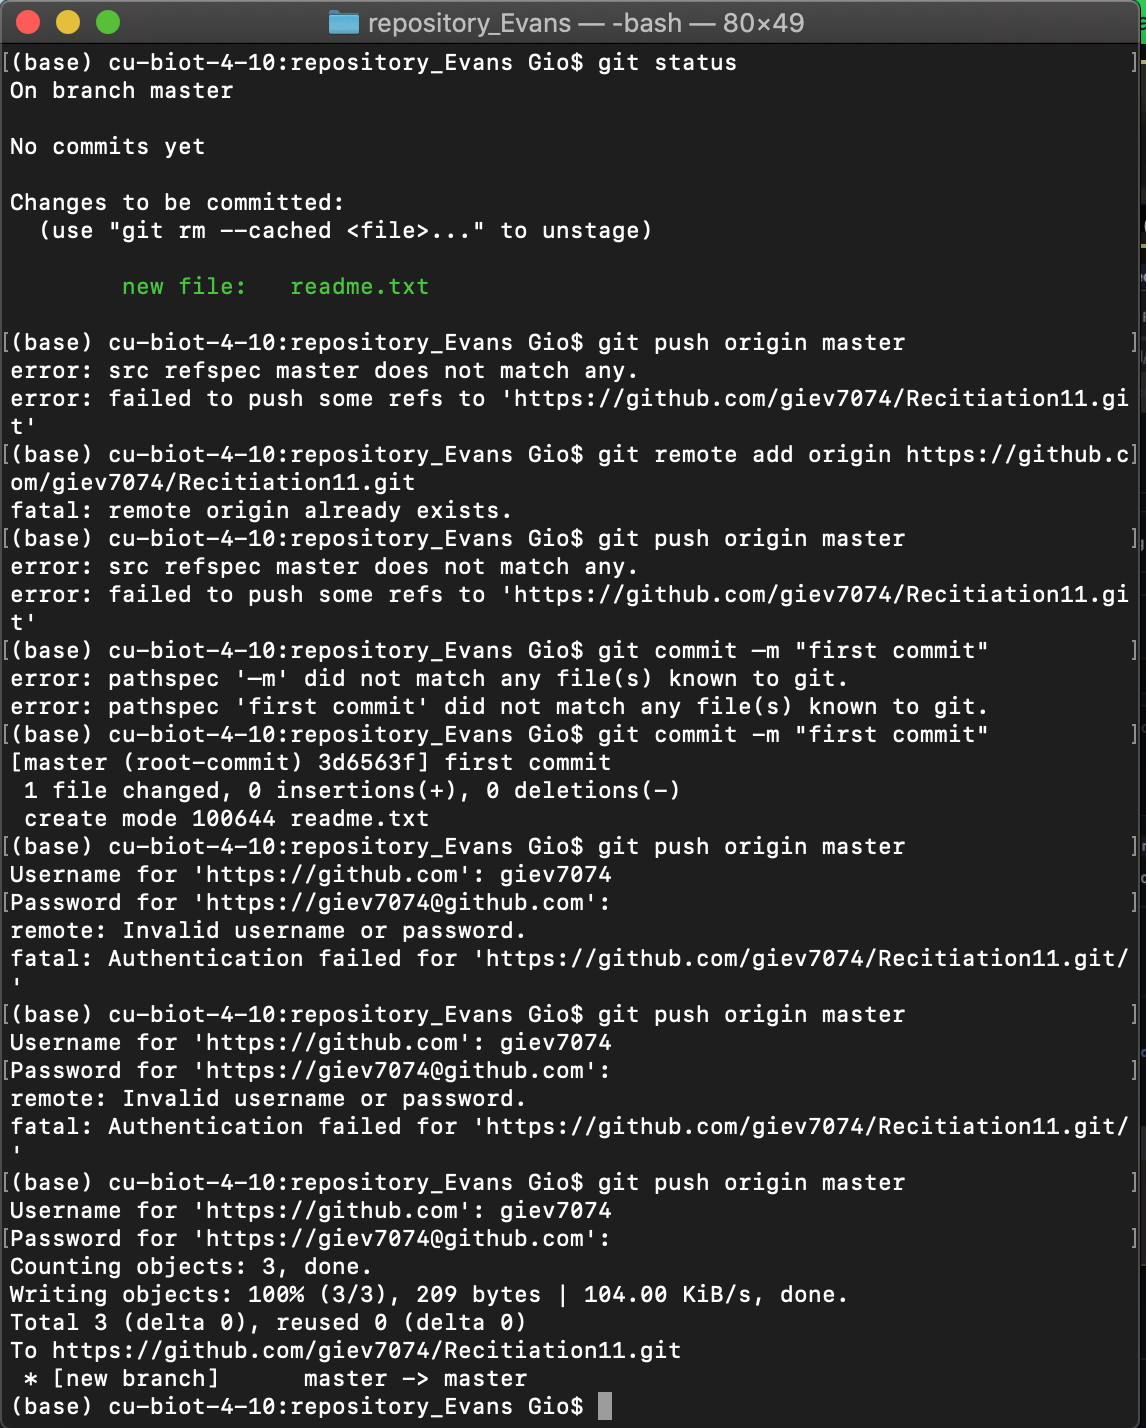 repository_Evans — -bash — 80×49
[(base) cu-biot-4-10:repository_Evans Gio$ git status ]
On branch master
No commits yet
Changes to be committed:
(use "git rm --cached <file>..." to unstage)
new file: readme.txt
[(base) cu-biot-4-10:repository_Evans Gio$ git push origin master ]
error: src refspec master does not match any.
error: failed to push some refs to 'https://github.com/giev7074/Recitiation11.gi
t'
[(base) cu-biot-4-10:repository_Evans Gio$ git remote add origin https://github.c]
om/giev7074/Recitiation11.git
fatal: remote origin already exists.
[(base) cu-biot-4-10:repository_Evans Gio$ git push origin master ]
error: src refspec master does not match any.
error: failed to push some refs to 'https://github.com/giev7074/Recitiation11.gi
t'
[(base) cu-biot-4-10:repository_Evans Gio$ git commit —m "first commit" ]
error: pathspec '—m' did not match any file(s) known to git.
error: pathspec 'first commit' did not match any file(s) known to git.
[(base) cu-biot-4-10:repository_Evans Gio$ git commit -m "first commit" ]
[master (root-commit) 3d6563f] first commit
1 file changed, 0 insertions(+), 0 deletions(-)
create mode 100644 readme.txt
[(base) cu-biot-4-10:repository_Evans Gio$ git push origin master ]
Username for 'https://github.com': giev7074
[Password for 'https://giev7074@github.com': ]
remote: Invalid username or password.
fatal: Authentication failed for 'https://github.com/giev7074/Recitiation11.git/
'
[(base) cu-biot-4-10:repository_Evans Gio$ git push origin master ]
Username for 'https://github.com': giev7074
[Password for 'https://giev7074@github.com': ]
remote: Invalid username or password.
fatal: Authentication failed for 'https://github.com/giev7074/Recitiation11.git/
'
[(base) cu-biot-4-10:repository_Evans Gio$ git push origin master ]
Username for 'https://github.com': giev7074
[Password for 'https://giev7074@github.com': ]
Counting objects: 3, done.
Writing objects: 100% (3/3), 209 bytes | 104.00 KiB/s, done.
Total 3 (delta 0), reused 0 (delta 0)
To https://github.com/giev7074/Recitiation11.git
* [new branch] master -> master
(base) cu-biot-4-10:repository_Evans Gio$